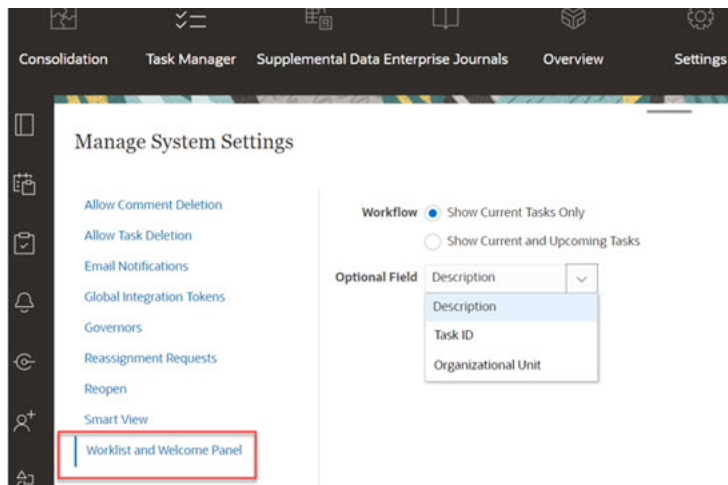 Consolidation Task Manager Supplemental Data Enterprise Journals Overview Settings
Manage System Settings
Allow Comment Deletion
Allow Task Deletion
Email Notifications
Global Integration Tokens
Governors
Reassignment Requests
Reopen
Smart View
Worklist and Welcome Panel
Workflow Show Current Tasks Only
Show Current and Upcoming Tasks
Optional Field Description
Description
Task ID
Organizational Unit